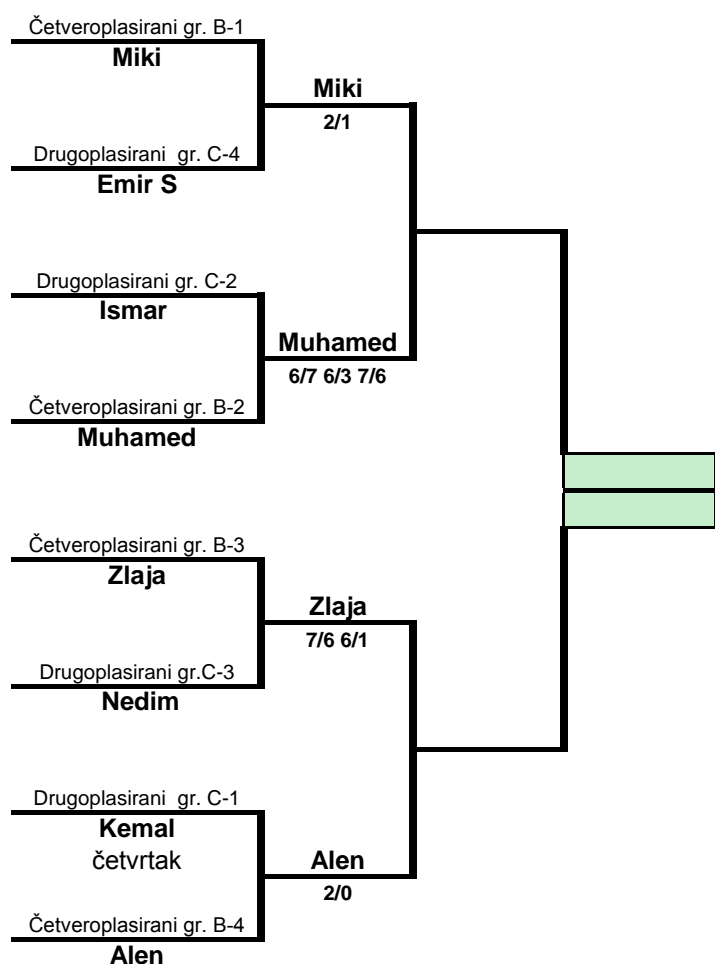 Četveroplasirani gr. B-1
Miki
Miki
2/1
Drugoplasirani  gr. C-4
Emir S
Drugoplasirani gr. C-2
Ismar
Muhamed
6/7 6/3 7/6
Četveroplasirani gr. B-2
Muhamed
Četveroplasirani gr. B-3
Zlaja
Zlaja
7/6 6/1
Drugoplasirani gr.C-3
Nedim
Drugoplasirani  gr. C-1
Kemal
četvrtak
Alen
2/0
Četveroplasirani gr. B-4
Alen